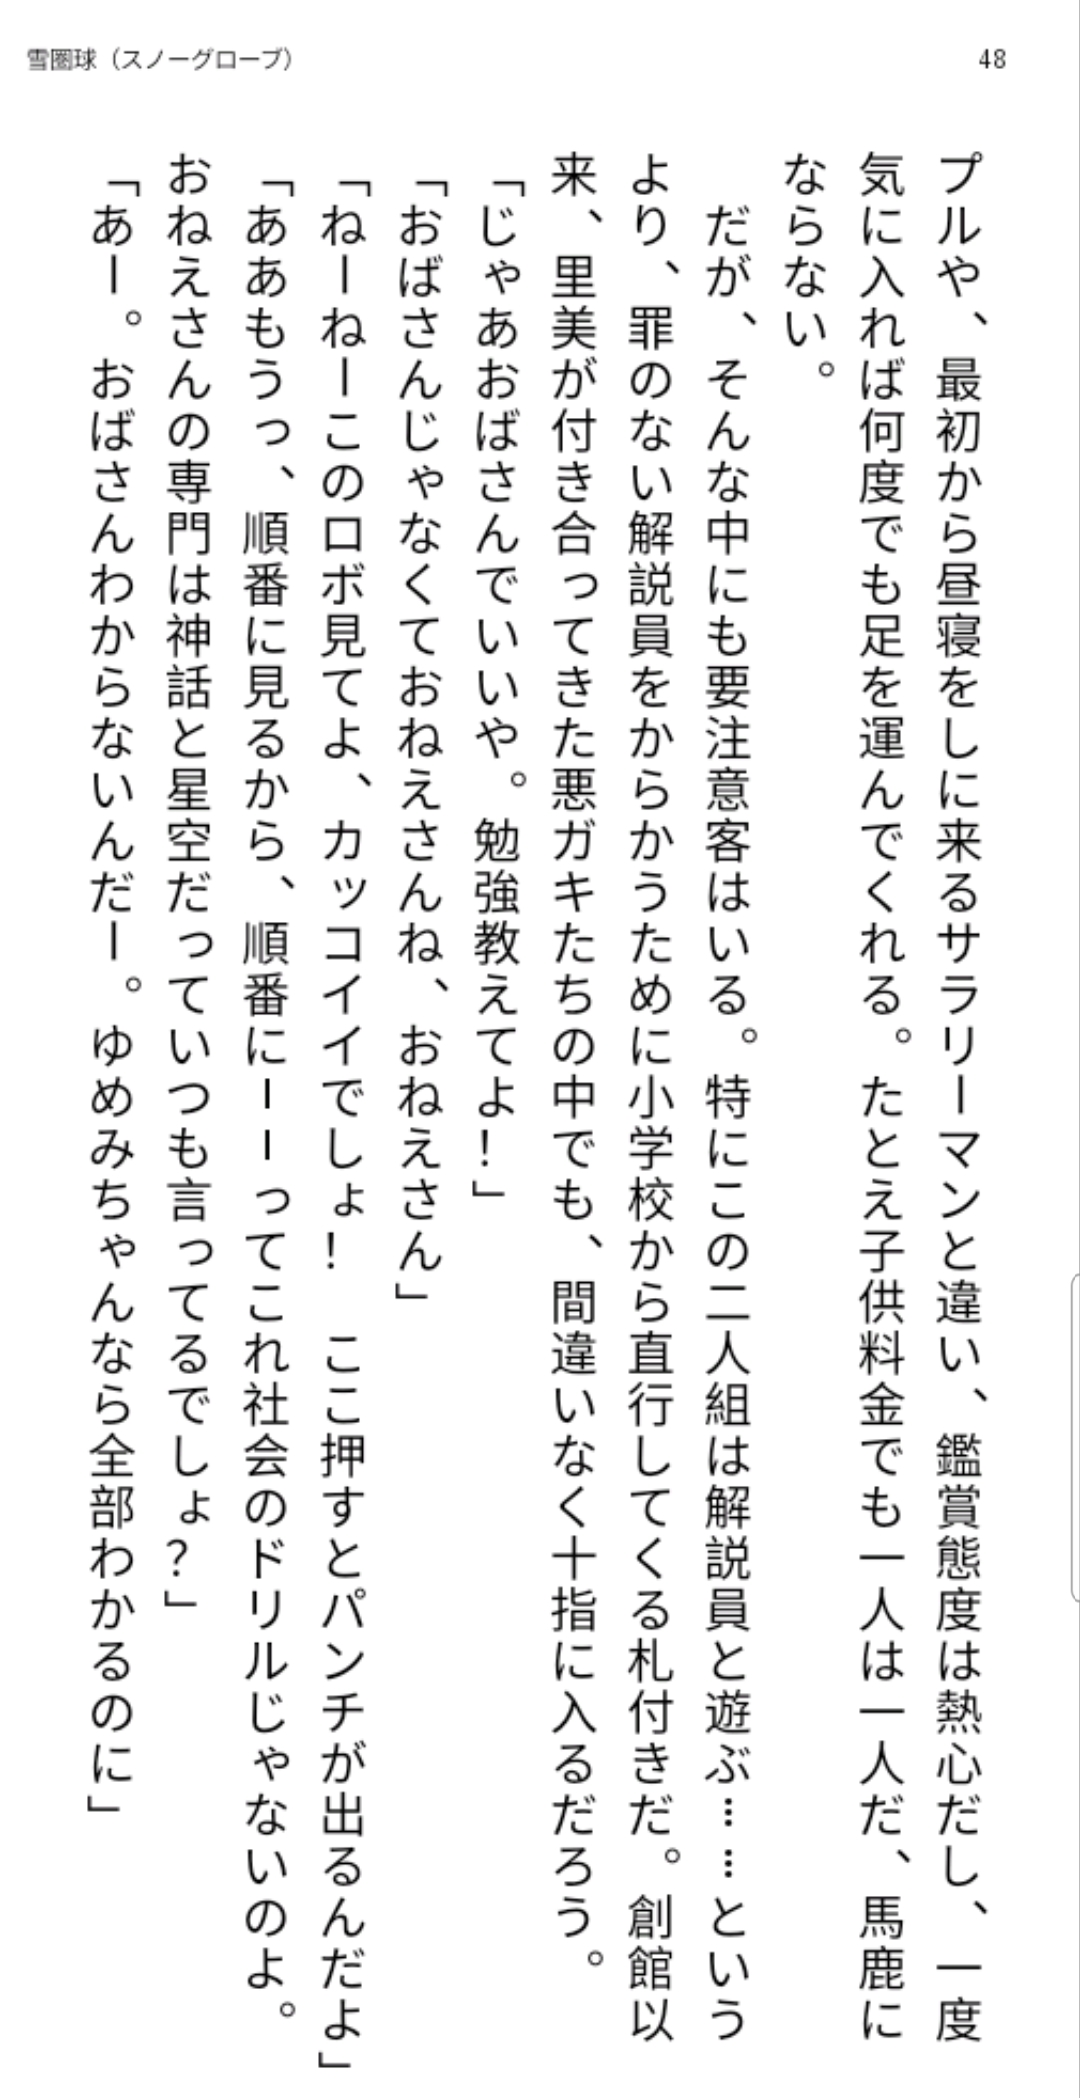 雪圏球（スノーグローブ）
48
プルや、最初から昼寝をしに来るサラリーマンと違い、鑑賞態度は熱心だし、一度
気に入れば何度でも足を運んでくれる。たとえ子供料金でも一人は一人だ、馬鹿に
ならない。
　だが、そんな中にも要注意客はいる。特にこの二人組は解説員と遊ぶ……という
より、罪のない解説員をからかうために小学校から直行してくる札付きだ。創館以
来、里美が付き合ってきた悪ガキたちの中でも、間違いなく十指に入るだろう。
「じゃあおばさんでいいや。勉強教えてよ！」
「おばさんじゃなくておねえさんね、おねえさん」
「ねーねーこのロボ見てよ、カッコイイでしょ！　ここ押すとパンチが出るんだよ」
「ああもうっ、順番に見るから、順番にーーってこれ社会のドリルじゃないのよ。
おねえさんの専門は神話と星空だっていつも言ってるでしょ？」
「あー。おばさんわからないんだー。ゆめみちゃんなら全部わかるのに」